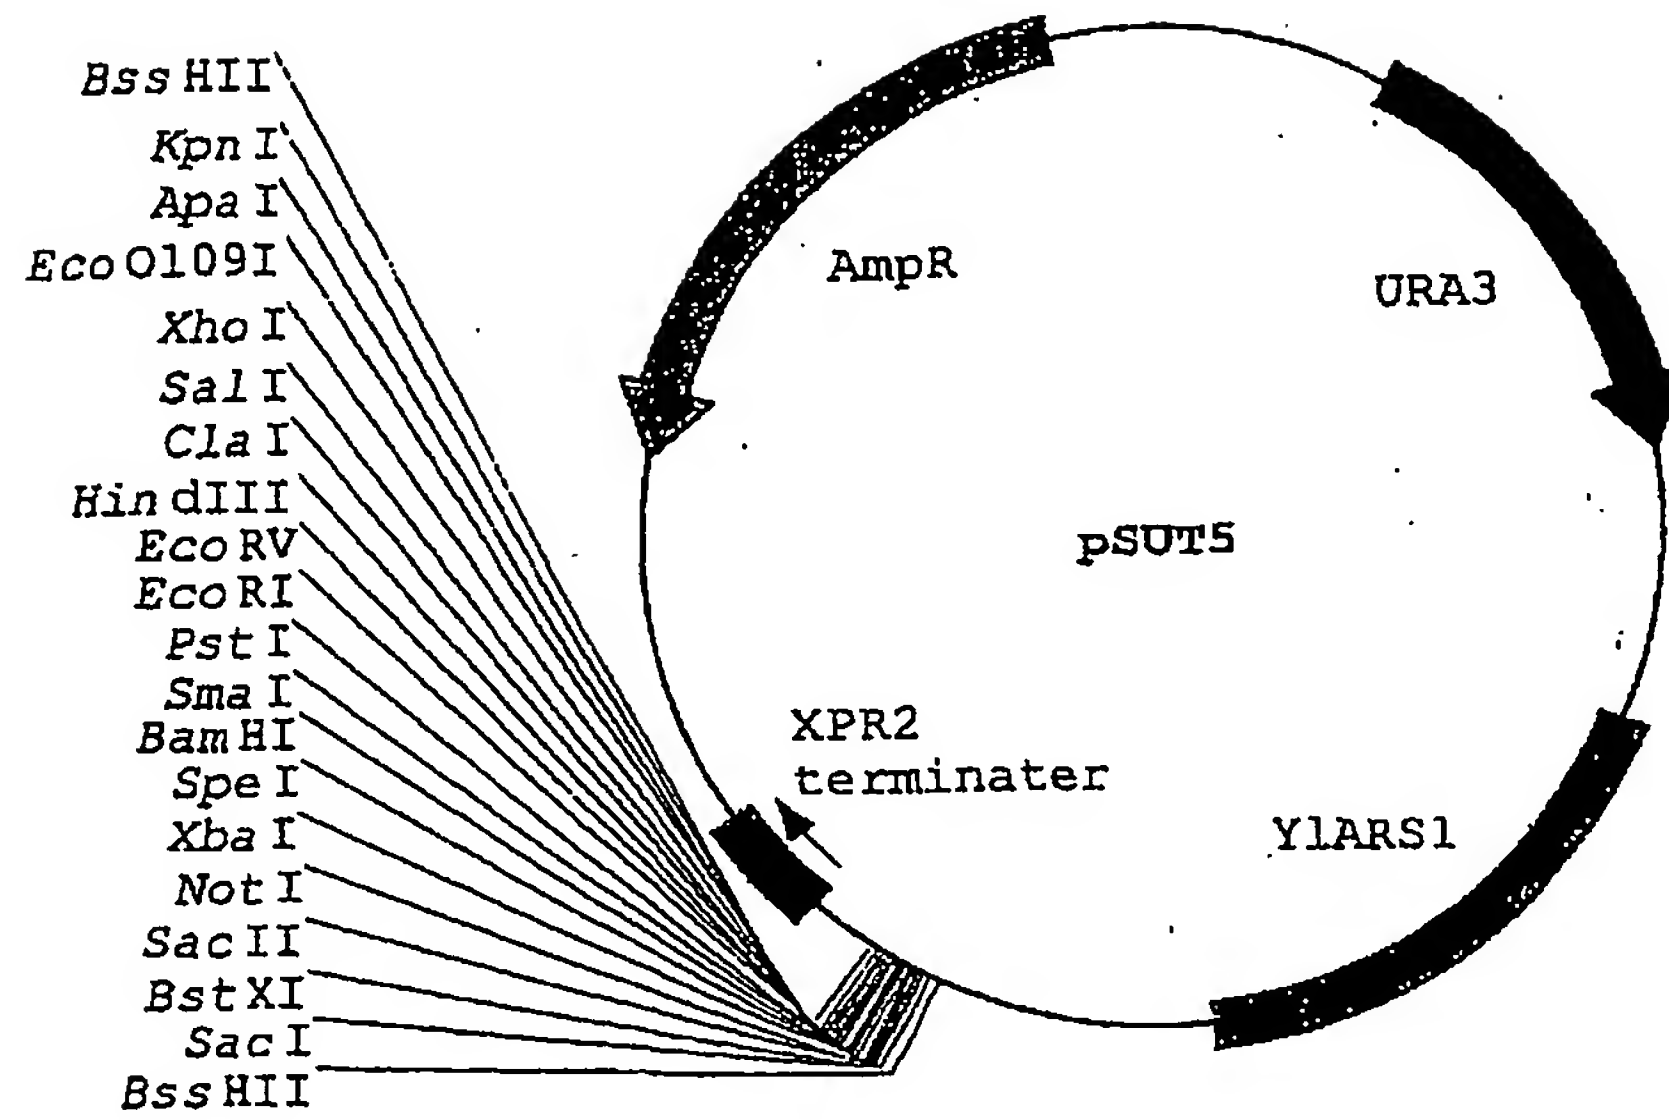 BssHII
KpnI
ApaI
EcoO109I
XhoI
SalI
ClaI
HindIII
EcoRV
EcoRI
PstI
SmaI
BamHI
SpeI
XbaI
NotI
SacII
BstXI
SacI
BssHII
AmpR
URA3
pSUT5
XPR2
terminater
YlARS1